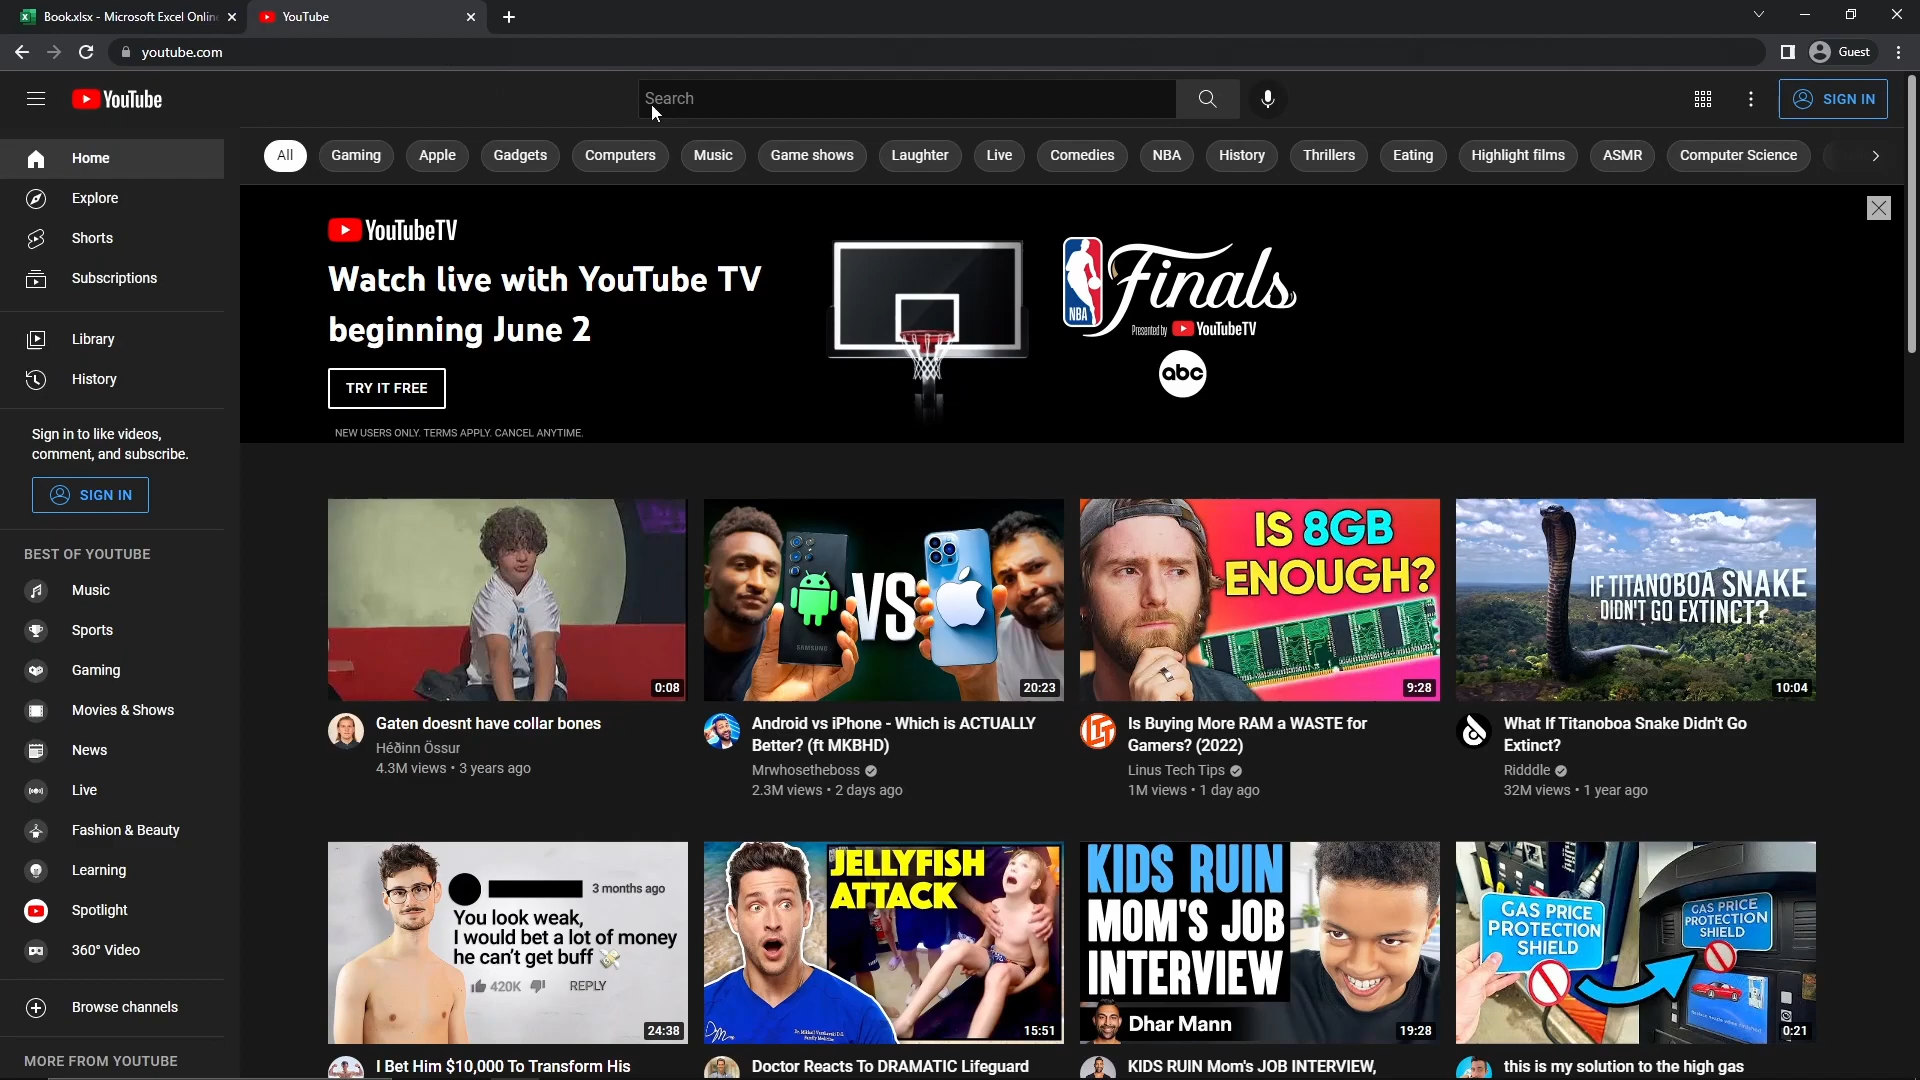 Book.xlsx - Microsoft Excel Online
YouTube
youtube.com
Guest
YouTube
Search
SIGN IN
All
Gaming
Apple
Gadgets
Computers
Music
Game shows
Laughter
Live
Comedies
NBA
History
Thrillers
Eating
Highlight films
ASMR
Computer Science
Home
Explore
Shorts
Subscriptions
Library
History
Sign in to like videos,
comment, and subscribe.
SIGN IN
BEST OF YOUTUBE
Music
Sports
Gaming
Movies & Shows
News
Live
Fashion & Beauty
Learning
Spotlight
360° Video
Browse channels
MORE FROM YOUTUBE
YouTubeTV
Watch live with YouTube TV
beginning June 2
TRY IT FREE
NEW USERS ONLY. TERMS APPLY. CANCEL ANYTIME.
NBA
Finals
Presented by YouTubeTV
abc
0:08
Gaten doesnt have collar bones
Héðinn Össur
4.3M views • 3 years ago
SAMSUNG
VS
20:23
Android vs iPhone - Which is ACTUALLY
Better? (ft MKBHD)
Mrwhosetheboss
2.3M views • 2 days ago
IS 8GB
ENOUGH?
9:28
Is Buying More RAM a WASTE for
Gamers? (2022)
Linus Tech Tips
1M views • 1 day ago
IF TITANOBOA SNAKE
DIDN'T GO EXTINCT?
10:04
What If Titanoboa Snake Didn't Go
Extinct?
Ridddle
32M views • 1 year ago
3 months ago
You look weak,
I would bet a lot of money
he can't get buff 💸
420K
REPLY
24:38
I Bet Him $10,000 To Transform His
JELLYFISH
ATTACK
15:51
Doctor Reacts To DRAMATIC Lifeguard
KIDS RUIN
MOM'S JOB
INTERVIEW
Dhar Mann
19:28
KIDS RUIN Mom's JOB INTERVIEW,
GAS PRICE
PROTECTION
SHIELD
GAS PRICE
PROTECTION
SHIELD
0:21
this is my solution to the high gas